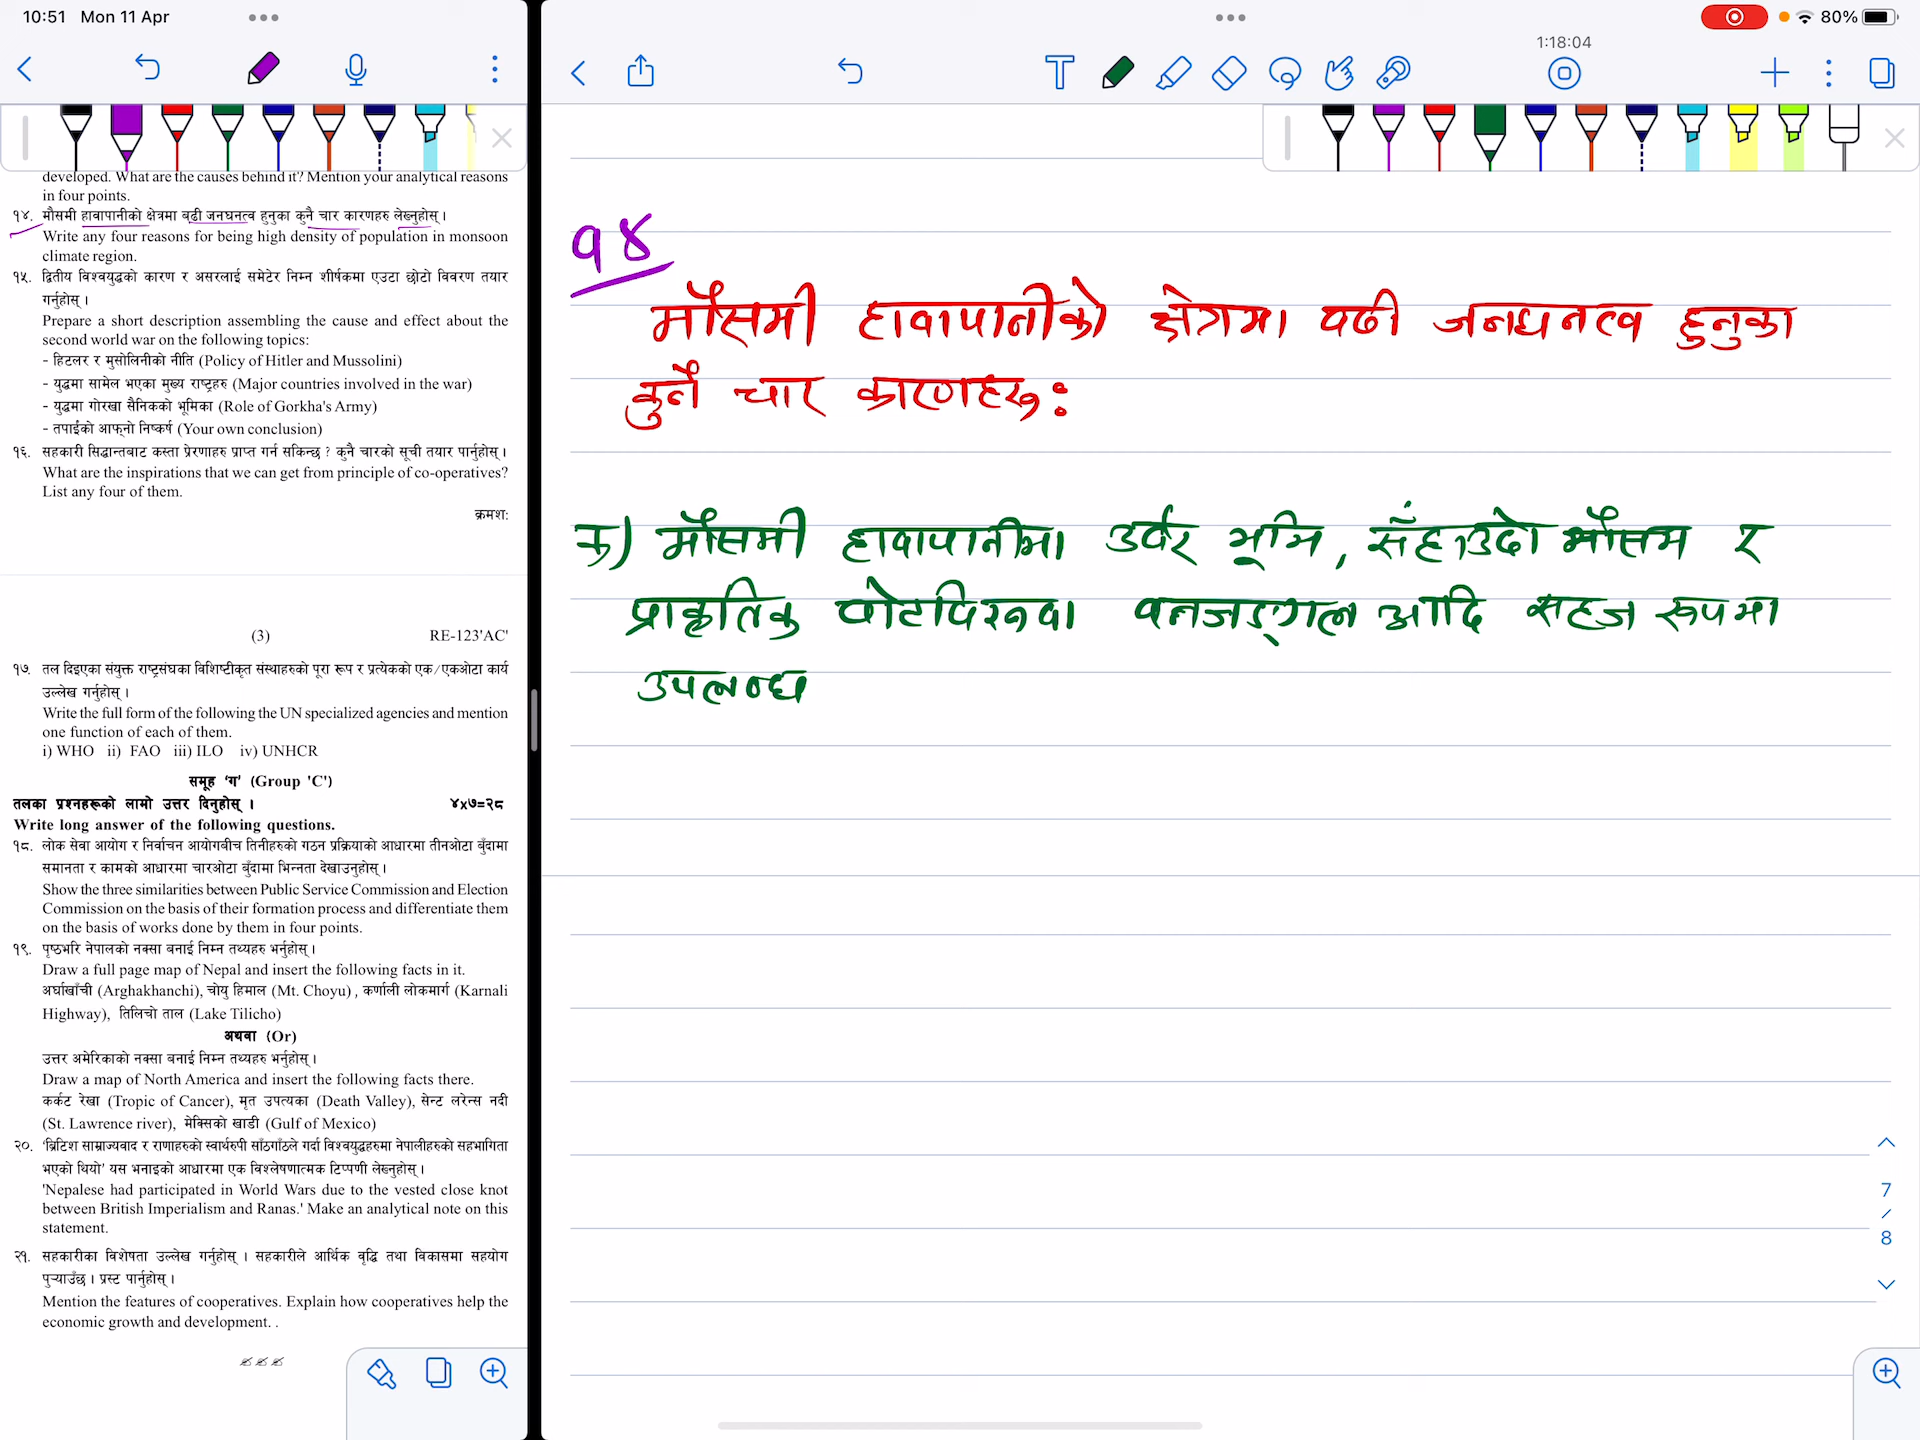 10:51 Mon 11 Apr
80%
1:18:04
developed. What are the causes behind it? Mention your analytical reasons
in four points.
१४. मौसमी हावापानीको क्षेत्रमा बढी जनघनत्व हुनुका कुनै चार कारणहरु लेख्नुहोस् ।
Write any four reasons for being high density of population in monsoon
climate region.
१५. द्वितीय विश्वयुद्धको कारण र असरलाई समेटेर निम्न शीर्षकमा एउटा छोटो विवरण तयार
गर्नुहोस् ।
Prepare a short description assembling the cause and effect about the
second world war on the following topics:
- हिटलर र मुसोलिनीको नीति (Policy of Hitler and Mussolini)
- युद्धमा सामेल भएका मुख्य राष्ट्रहरु (Major countries involved in the war)
- युद्धमा गोरखा सैनिकको भूमिका (Role of Gorkha's Army)
- तपाईंको आफ्नो निष्कर्ष (Your own conclusion)
१६. सहकारी सिद्धान्तबाट कस्ता प्रेरणाहरु प्राप्त गर्न सकिन्छ ? कुनै चारको सूची तयार पार्नुहोस् ।
What are the inspirations that we can get from principle of co-operatives?
List any four of them.
क्रमश:
(3) RE-123'AC'
१७. तल दिइएका संयुक्त राष्ट्रसंघका विशिष्टीकृत संस्थाहरुको पूरा रूप र प्रत्येकको एक/एकओटा कार्य
उल्लेख गर्नुहोस् ।
Write the full form of the following the UN specialized agencies and mention
one function of each of them.
i) WHO ii) FAO iii) ILO iv) UNHCR
समूह ‘ग’ (Group 'C')
तलका प्रश्नहरूको लामो उत्तर दिनुहोस् । ४x७=२८
Write long answer of the following questions.
१८. लोक सेवा आयोग र निर्वाचन आयोगबीच तिनीहरुको गठन प्रक्रियाको आधारमा तीनओटा बुँदामा
समानता र कामको आधारमा चारओटा बुँदामा भिन्नता देखाउनुहोस् ।
Show the three similarities between Public Service Commission and Election
Commission on the basis of their formation process and differentiate them
on the basis of works done by them in four points.
१९. पृष्ठभरि नेपालको नक्सा बनाई निम्न तथ्यहरु भर्नुहोस् ।
Draw a full page map of Nepal and insert the following facts in it.
अर्घाखाँची (Arghakhanchi), चोयु हिमाल (Mt. Choyu) , कर्णाली लोकमार्ग (Karnali
Highway), तिलिचो ताल (Lake Tilicho)
अथवा (Or)
उत्तर अमेरिकाको नक्सा बनाई निम्न तथ्यहरु भर्नुहोस् ।
Draw a map of North America and insert the following facts there.
कर्कट रेखा (Tropic of Cancer), मृत उपत्यका (Death Valley), सेन्ट लरेन्स नदी
(St. Lawrence river), मेक्सिको खाडी (Gulf of Mexico)
२०. ‘ब्रिटिश साम्राज्यवाद र राणाहरुको स्वार्थरुपी साँठगाँठले गर्दा विश्वयुद्धहरुमा नेपालीहरुको सहभागिता
भएको थियो’ यस भनाइको आधारमा एक विश्लेषणात्मक टिप्पणी लेख्नुहोस् ।
'Nepalese had participated in World Wars due to the vested close knot
between British Imperialism and Ranas.' Make an analytical note on this
statement.
२१. सहकारीका विशेषता उल्लेख गर्नुहोस् । सहकारीले आर्थिक वृद्धि तथा विकासमा सहयोग
पुऱ्याउँछ । प्रस्ट पार्नुहोस् ।
Mention the features of cooperatives. Explain how cooperatives help the
economic growth and development. .
१४
मौसमी हावापानीको क्षेत्रमा वढी जनघनत्व हुनुका
कुनै चार कारणहरू:
क) मौसमी हावापानीमा उर्वर भूमि, सुँहाउदो मौसम र
प्राकृतिक वोटविरूवा वनजङ्गल आदि सहज रूपमा
उपलब्ध
7
/
8